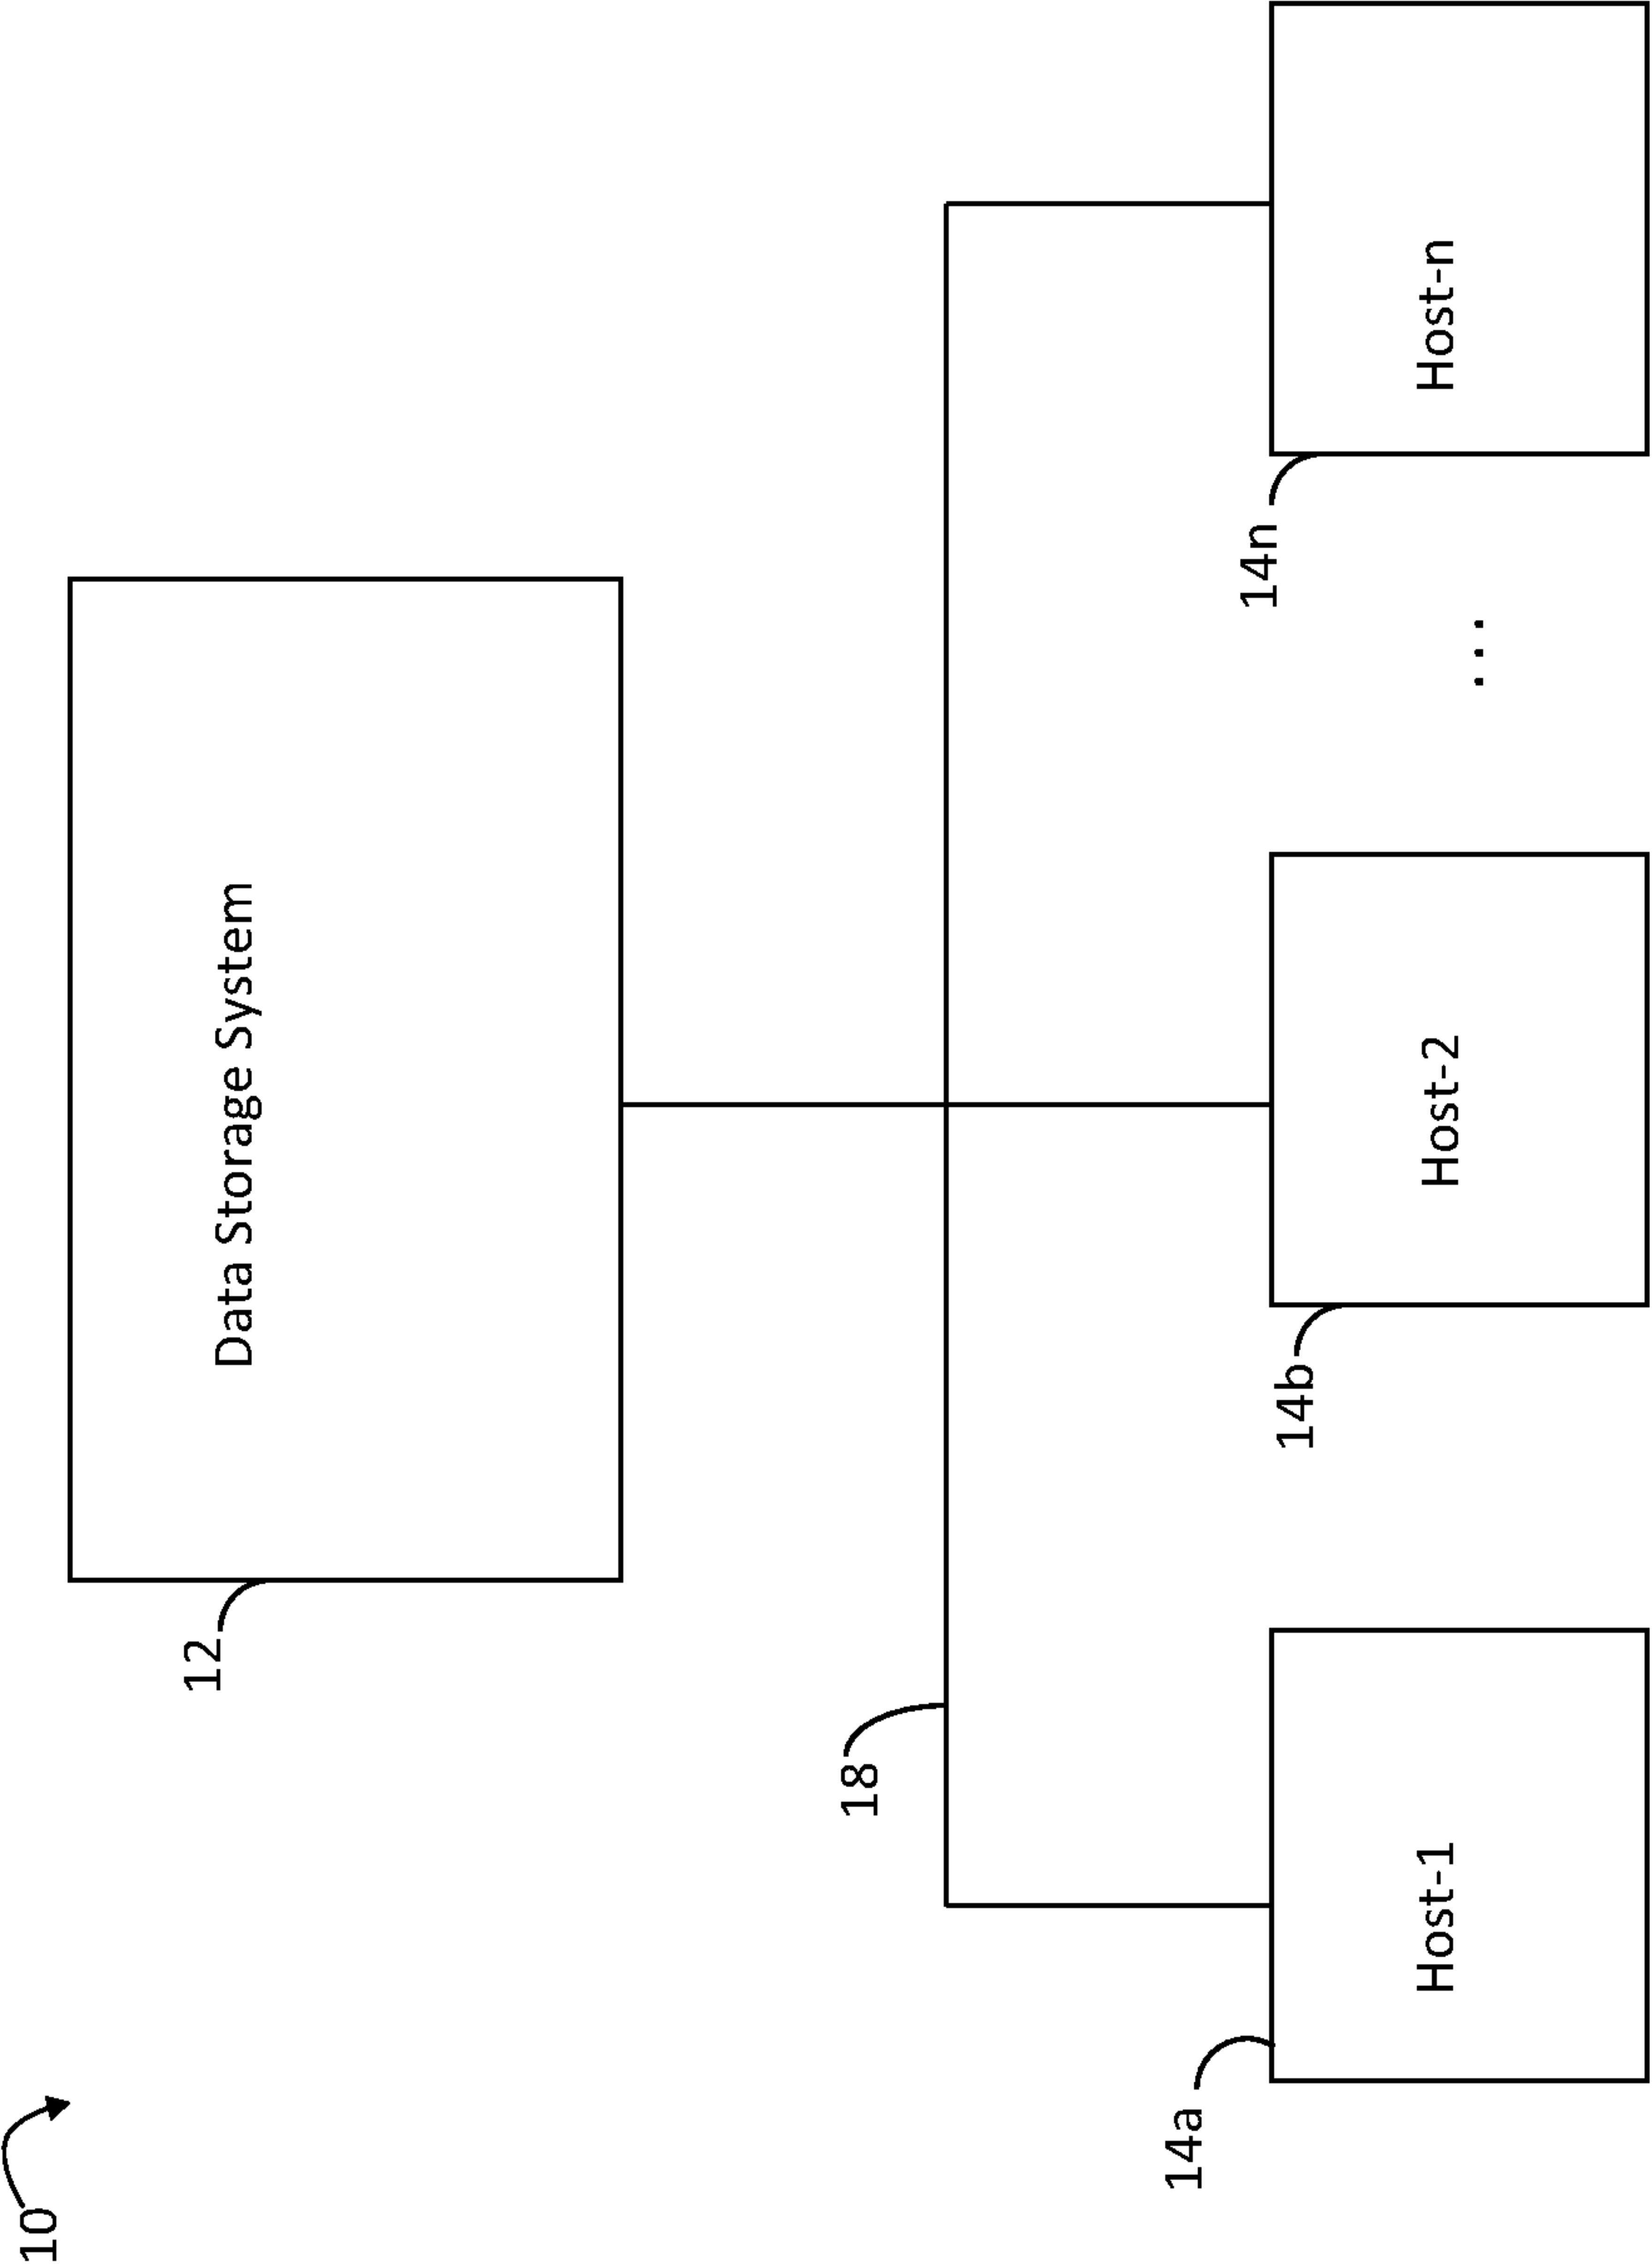 10
12
Data Storage System
18
14a
14b
14n
Host-1
Host-2
...
Host-n